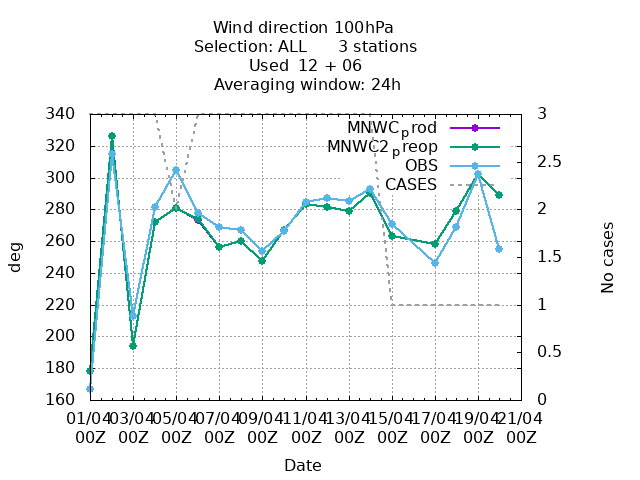 Wind direction 100hPa
Selection: ALL      3 stations
Used  12 + 06
Averaging window: 24h
340
320
300
280
260
240
220
200
180
160
deg
3
2.5
2
1.5
1
0.5
0
No cases
MNWCprod
MNWC2preop
OBS
CASES
01/04 03/04 05/04 07/04 09/04 11/04 13/04 15/04 17/04 19/04 21/04
00Z 00Z 00Z 00Z 00Z 00Z 00Z 00Z 00Z 00Z 00Z
Date